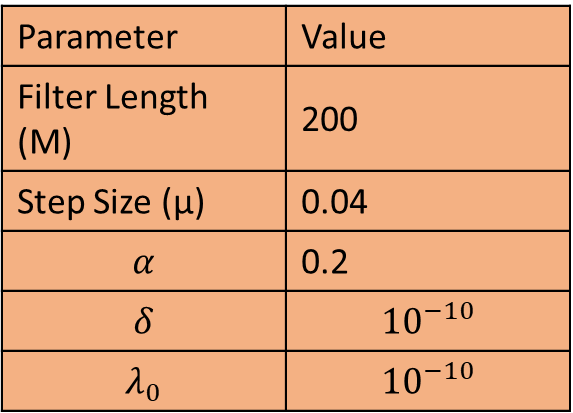 Parameter Value
Filter Length
(M) 200
Step Size (μ) 0.04
α 0.2
δ 10⁻¹⁰
λ₀ 10⁻¹⁰